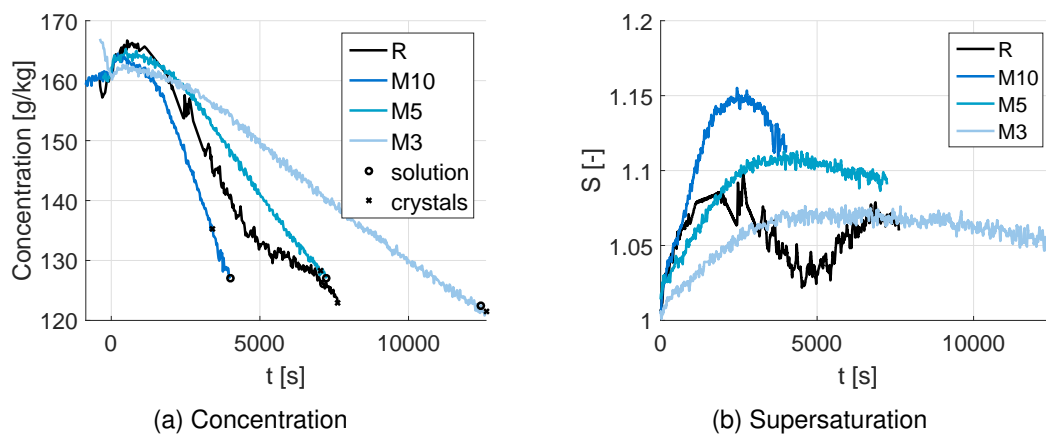 170
160
150
140
130
120
Concentration [g/kg]
0
5000
10000
t [s]
R
M10
M5
M3
solution
crystals
(a) Concentration
1.2
1.15
1.1
1.05
1
S [-]
0
5000
10000
t [s]
R
M10
M5
M3
(b) Supersaturation